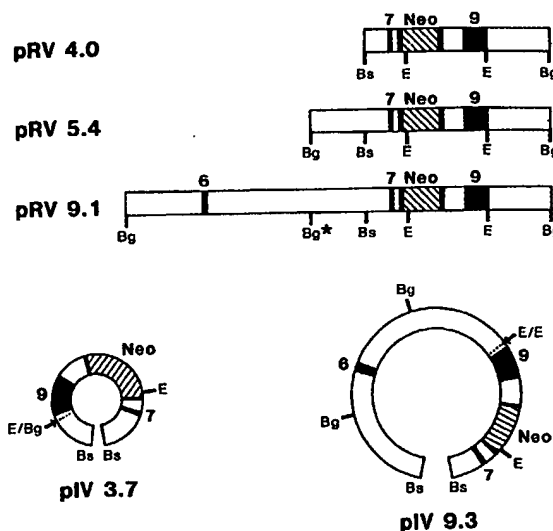 7 Neo 9
pRV 4.0
Bs E E Bg
7 Neo 9
pRV 5.4
Bg Bs E E Bg
6 7 Neo 9
pRV 9.1
Bg Bg* Bs E E Bg
Neo
E
9
7
E/Bg
Bs Bs
pIV 3.7
Bg
E/E
9
6
Bg
Neo
E
7
Bs Bs
pIV 9.3